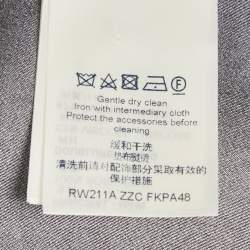 Gentle dry clean
Iron with intermediary cloth
Protect the accessories before
cleaning
缓和干洗
垫布熨烫
清洗前请对配饰部分采取有效的
保护措施
RW211A ZZC FKPA48